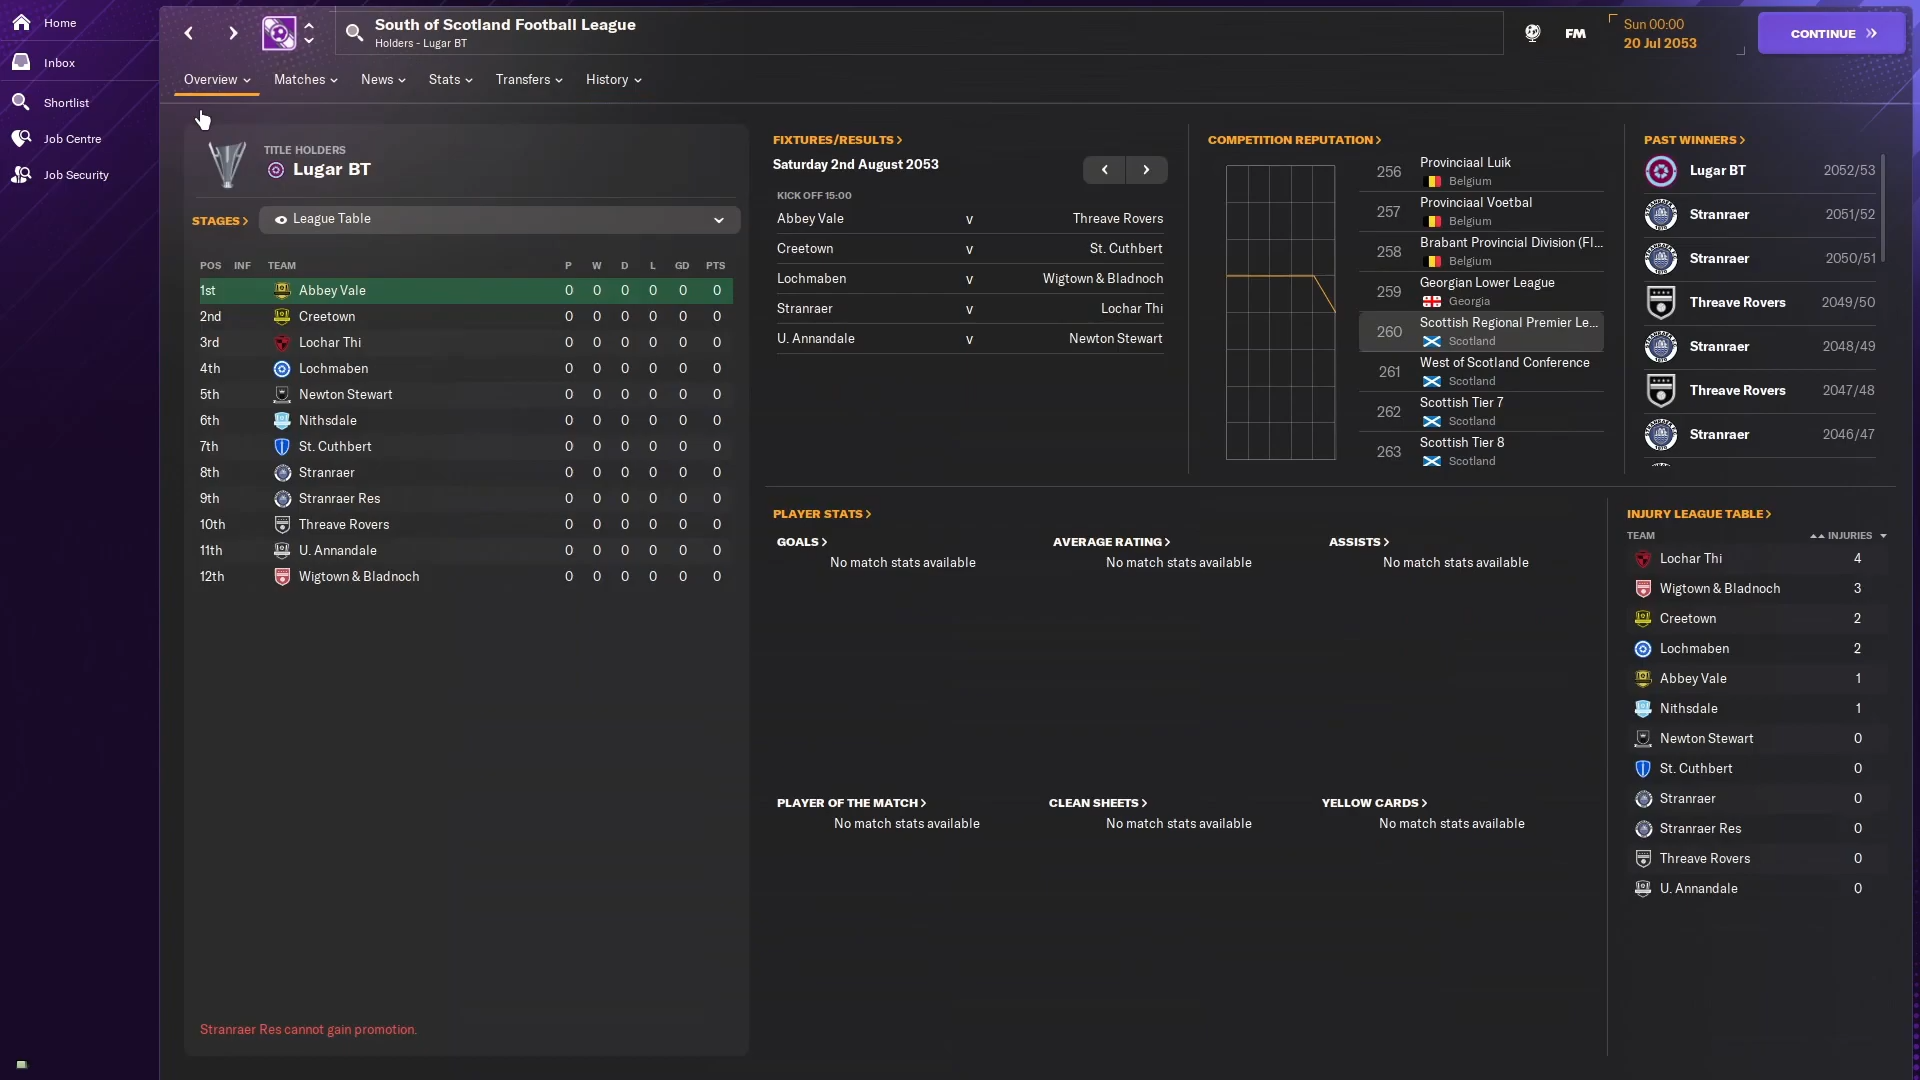 Home
Inbox
Shortlist
Job Centre
Job Security
South of Scotland Football League
Holders - Lugar BT
FM
Sun 00:00
20 Jul 2053
CONTINUE
Overview
Matches
News
Stats
Transfers
History
TITLE HOLDERS
Lugar BT
STAGES
League Table
POS INF TEAM P W D L GD PTS
1st Abbey Vale 0 0 0 0 0 0
2nd Creetown 0 0 0 0 0 0
3rd Lochar Thi 0 0 0 0 0 0
4th Lochmaben 0 0 0 0 0 0
5th Newton Stewart 0 0 0 0 0 0
6th Nithsdale 0 0 0 0 0 0
7th St. Cuthbert 0 0 0 0 0 0
8th Stranraer 0 0 0 0 0 0
9th Stranraer Res 0 0 0 0 0 0
10th Threave Rovers 0 0 0 0 0 0
11th U. Annandale 0 0 0 0 0 0
12th Wigtown & Bladnoch 0 0 0 0 0 0
Stranraer Res cannot gain promotion.
FIXTURES/RESULTS
Saturday 2nd August 2053
KICK OFF 15:00
Abbey Vale v Threave Rovers
Creetown v St. Cuthbert
Lochmaben v Wigtown & Bladnoch
Stranraer v Lochar Thi
U. Annandale v Newton Stewart
COMPETITION REPUTATION
256 Provinciaal Luik
Belgium
257 Provinciaal Voetbal
Belgium
258 Brabant Provincial Division (Fl...
Belgium
259 Georgian Lower League
Georgia
260 Scottish Regional Premier Le...
Scotland
261 West of Scotland Conference
Scotland
262 Scottish Tier 7
Scotland
263 Scottish Tier 8
Scotland
PAST WINNERS
Lugar BT 2052/53
Stranraer 2051/52
Stranraer 2050/51
Threave Rovers 2049/50
Stranraer 2048/49
Threave Rovers 2047/48
Stranraer 2046/47
PLAYER STATS
GOALS
No match stats available
AVERAGE RATING
No match stats available
ASSISTS
No match stats available
PLAYER OF THE MATCH
No match stats available
CLEAN SHEETS
No match stats available
YELLOW CARDS
No match stats available
INJURY LEAGUE TABLE
TEAM INJURIES
Lochar Thi 4
Wigtown & Bladnoch 3
Creetown 2
Lochmaben 2
Abbey Vale 1
Nithsdale 1
Newton Stewart 0
St. Cuthbert 0
Stranraer 0
Stranraer Res 0
Threave Rovers 0
U. Annandale 0